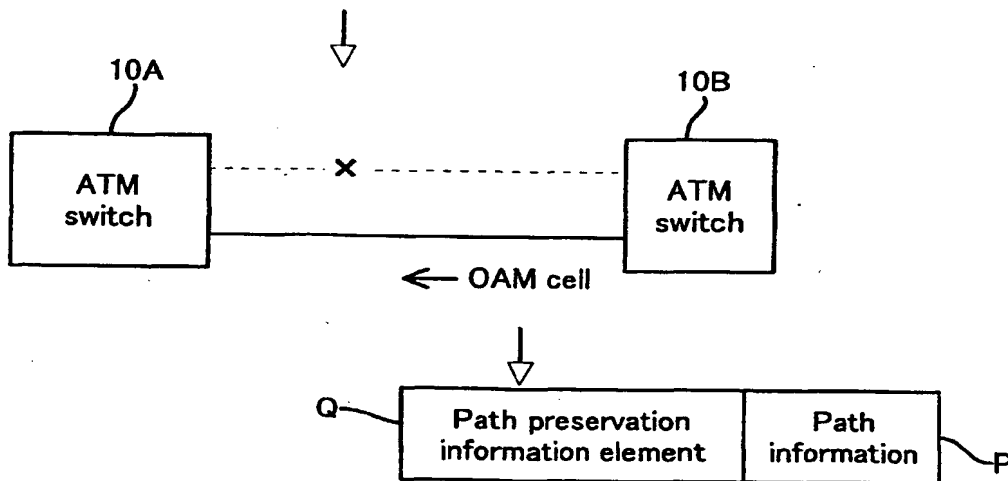 10A
10B
ATM
switch
ATM
switch
OAM cell
Q
Path preservation
information element
Path
information
P